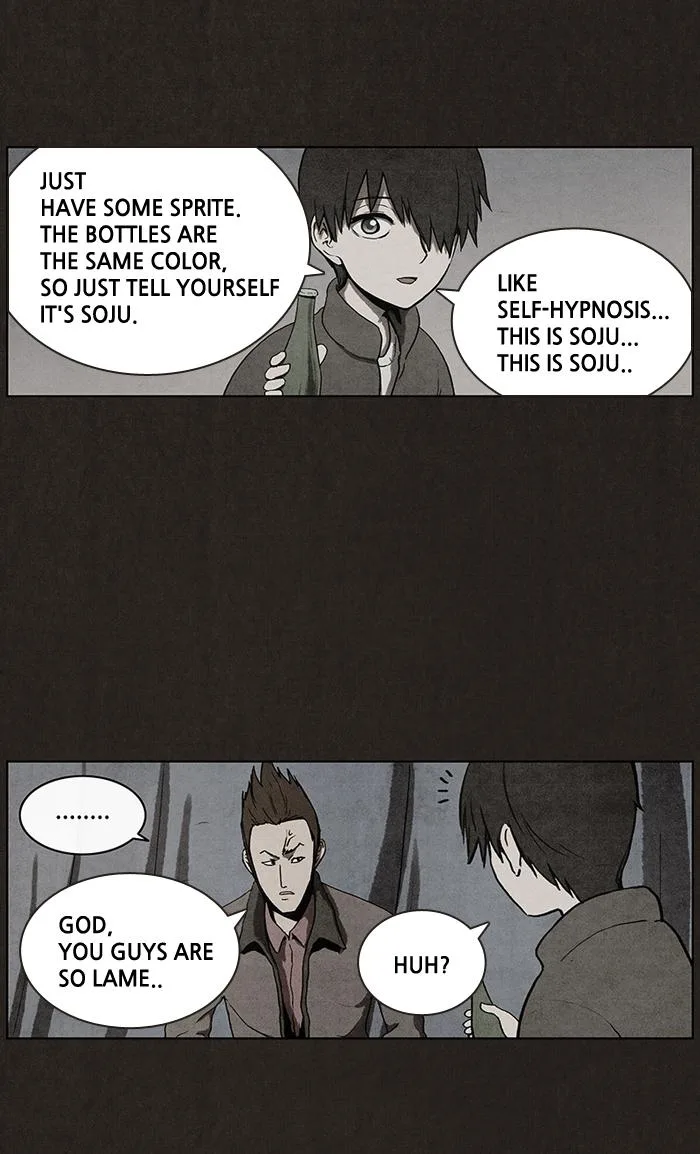 JUST
HAVE SOME SPRITE.
THE BOTTLES ARE
THE SAME COLOR,
SO JUST TELL YOURSELF
IT'S SOJU.
LIKE
SELF-HYPNOSIS...
THIS IS SOJU...
THIS IS SOJU..
........
GOD,
YOU GUYS ARE
SO LAME..
HUH?